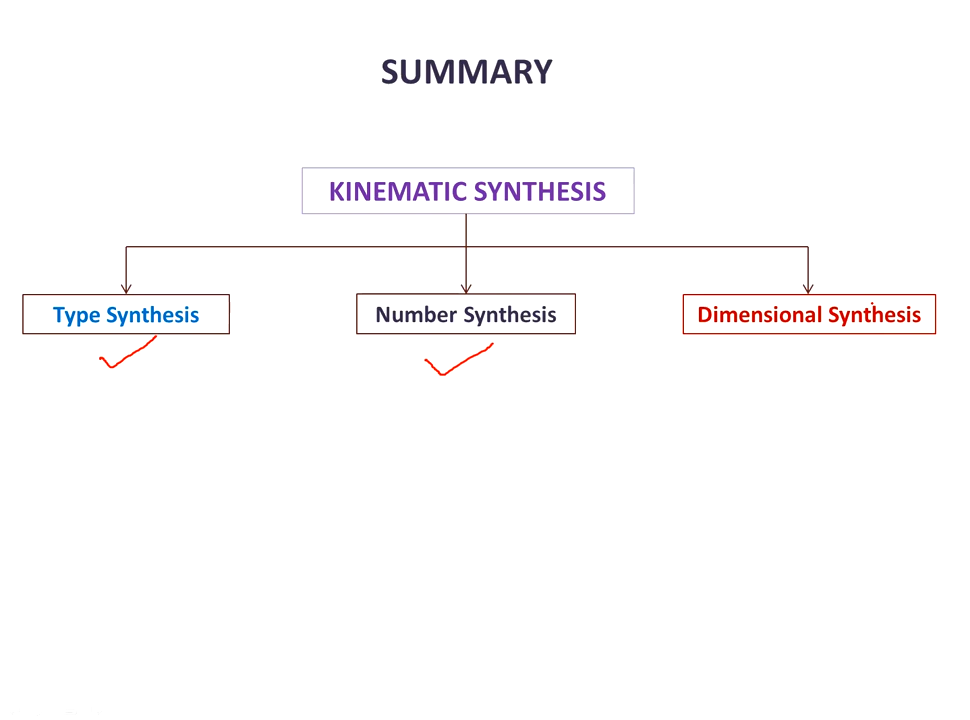 SUMMARY
KINEMATIC SYNTHESIS
Type Synthesis
Number Synthesis
Dimensional Synthesis